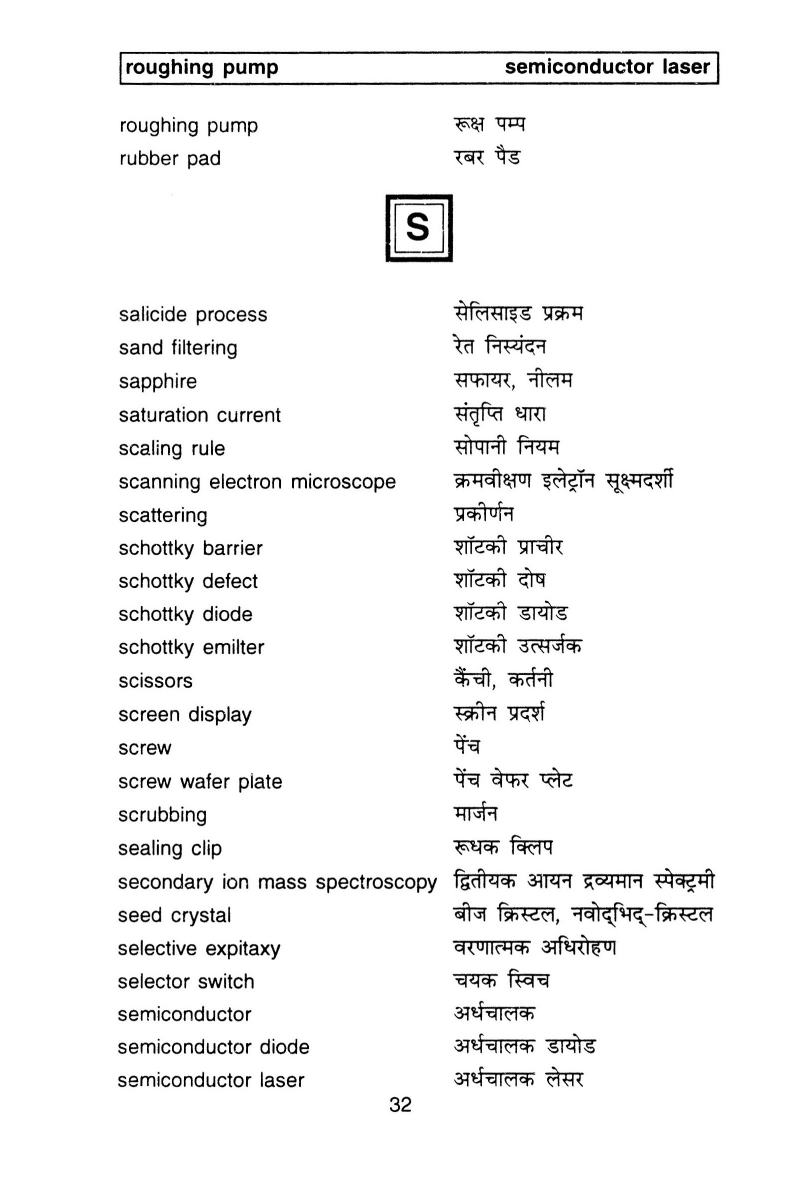 roughing pump semiconductor laser
roughing pump रूक्ष पम्प
rubber pad रबर पैड
S
salicide process सेलिसाइड प्रक्रम
sand filtering रेत निस्यंदन
sapphire सफायर, नीलम
saturation current संतृप्ति धारा
scaling rule सोपानी नियम
scanning electron microscope क्रमवीक्षण इलेट्रॉन सूक्ष्मदर्शी
scattering प्रकीर्णन
schottky barrier शॉटकी प्राचीर
schottky defect शॉटकी दोष
schottky diode शॉटकी डायोड
schottky emilter शॉटकी उत्सर्जक
scissors कैंची, कर्तनी
screen display स्क्रीन प्रदर्श
screw पेंच
screw wafer plate पेंच वेफर प्लेट
scrubbing मार्जन
sealing clip रूधक क्लिप
secondary ion mass spectroscopy द्वितीयक आयन द्रव्यमान स्पेक्ट्रमी
seed crystal बीज क्रिस्टल, नवोद्भिद्-क्रिस्टल
selective expitaxy वरणात्मक अधिरोहण
selector switch चयक स्विच
semiconductor अर्धचालक
semiconductor diode अर्धचालक डायोड
semiconductor laser अर्धचालक लेसर
32